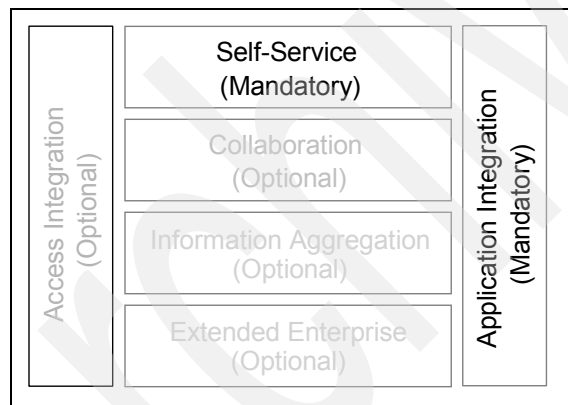 Access Integration
(Optional)
Self-Service
(Mandatory)
Collaboration
(Optional)
Information Aggregation
(Optional)
Extended Enterprise
(Optional)
Application Integration
(Mandatory)